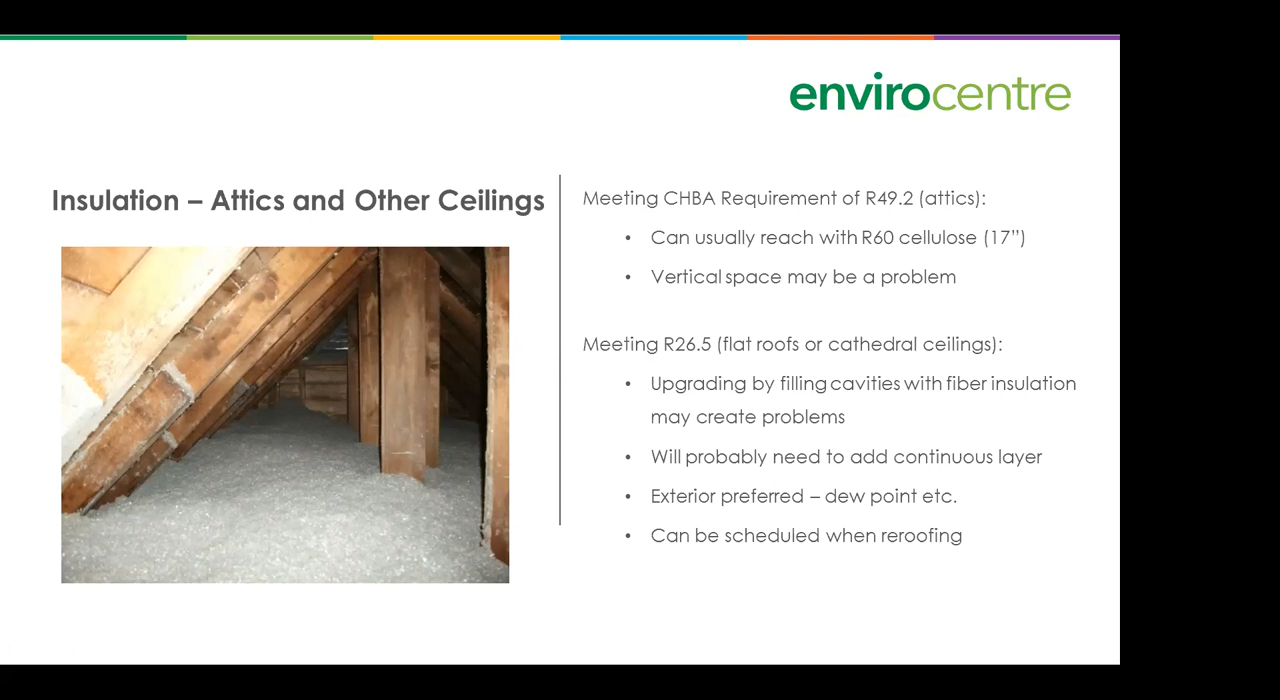 envirocentre
Insulation – Attics and Other Ceilings
Meeting CHBA Requirement of R49.2 (attics):
• Can usually reach with R60 cellulose (17”)
• Vertical space may be a problem
Meeting R26.5 (flat roofs or cathedral ceilings):
• Upgrading by filling cavities with fiber insulation
may create problems
• Will probably need to add continuous layer
• Exterior preferred – dew point etc.
• Can be scheduled when reroofing